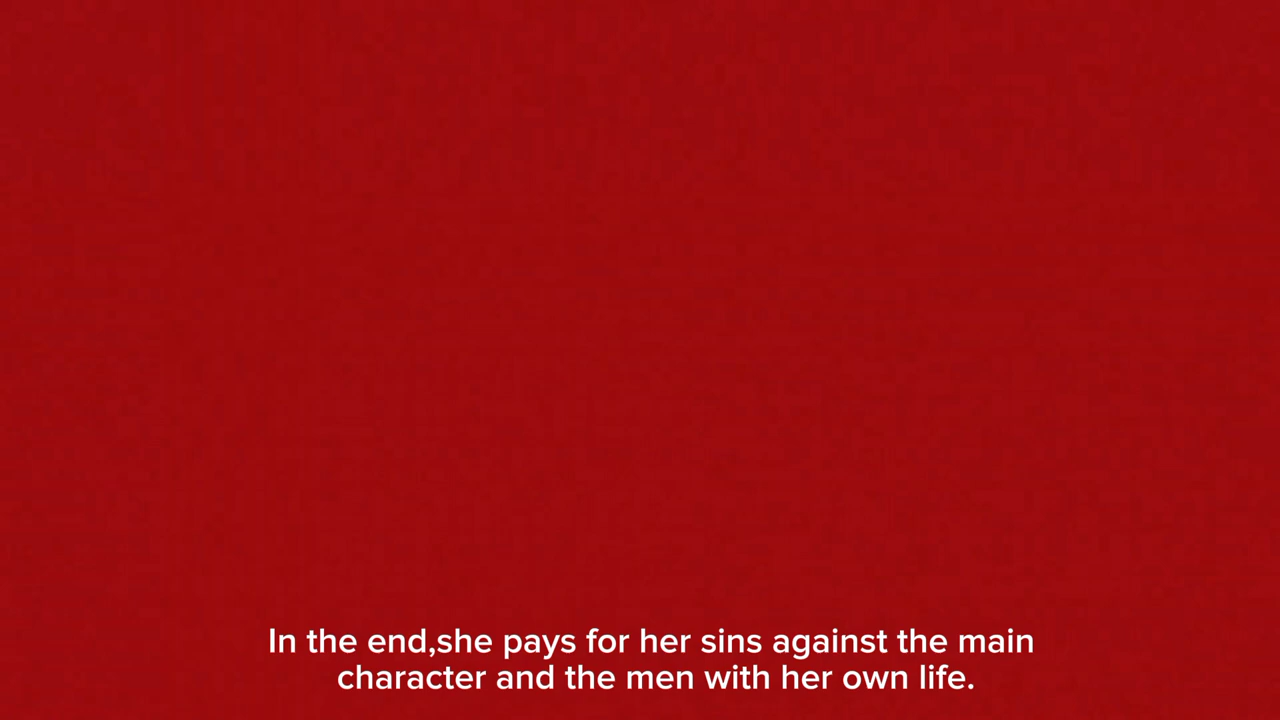 In the end,she pays for her sins against the main
character and the men with her own life.